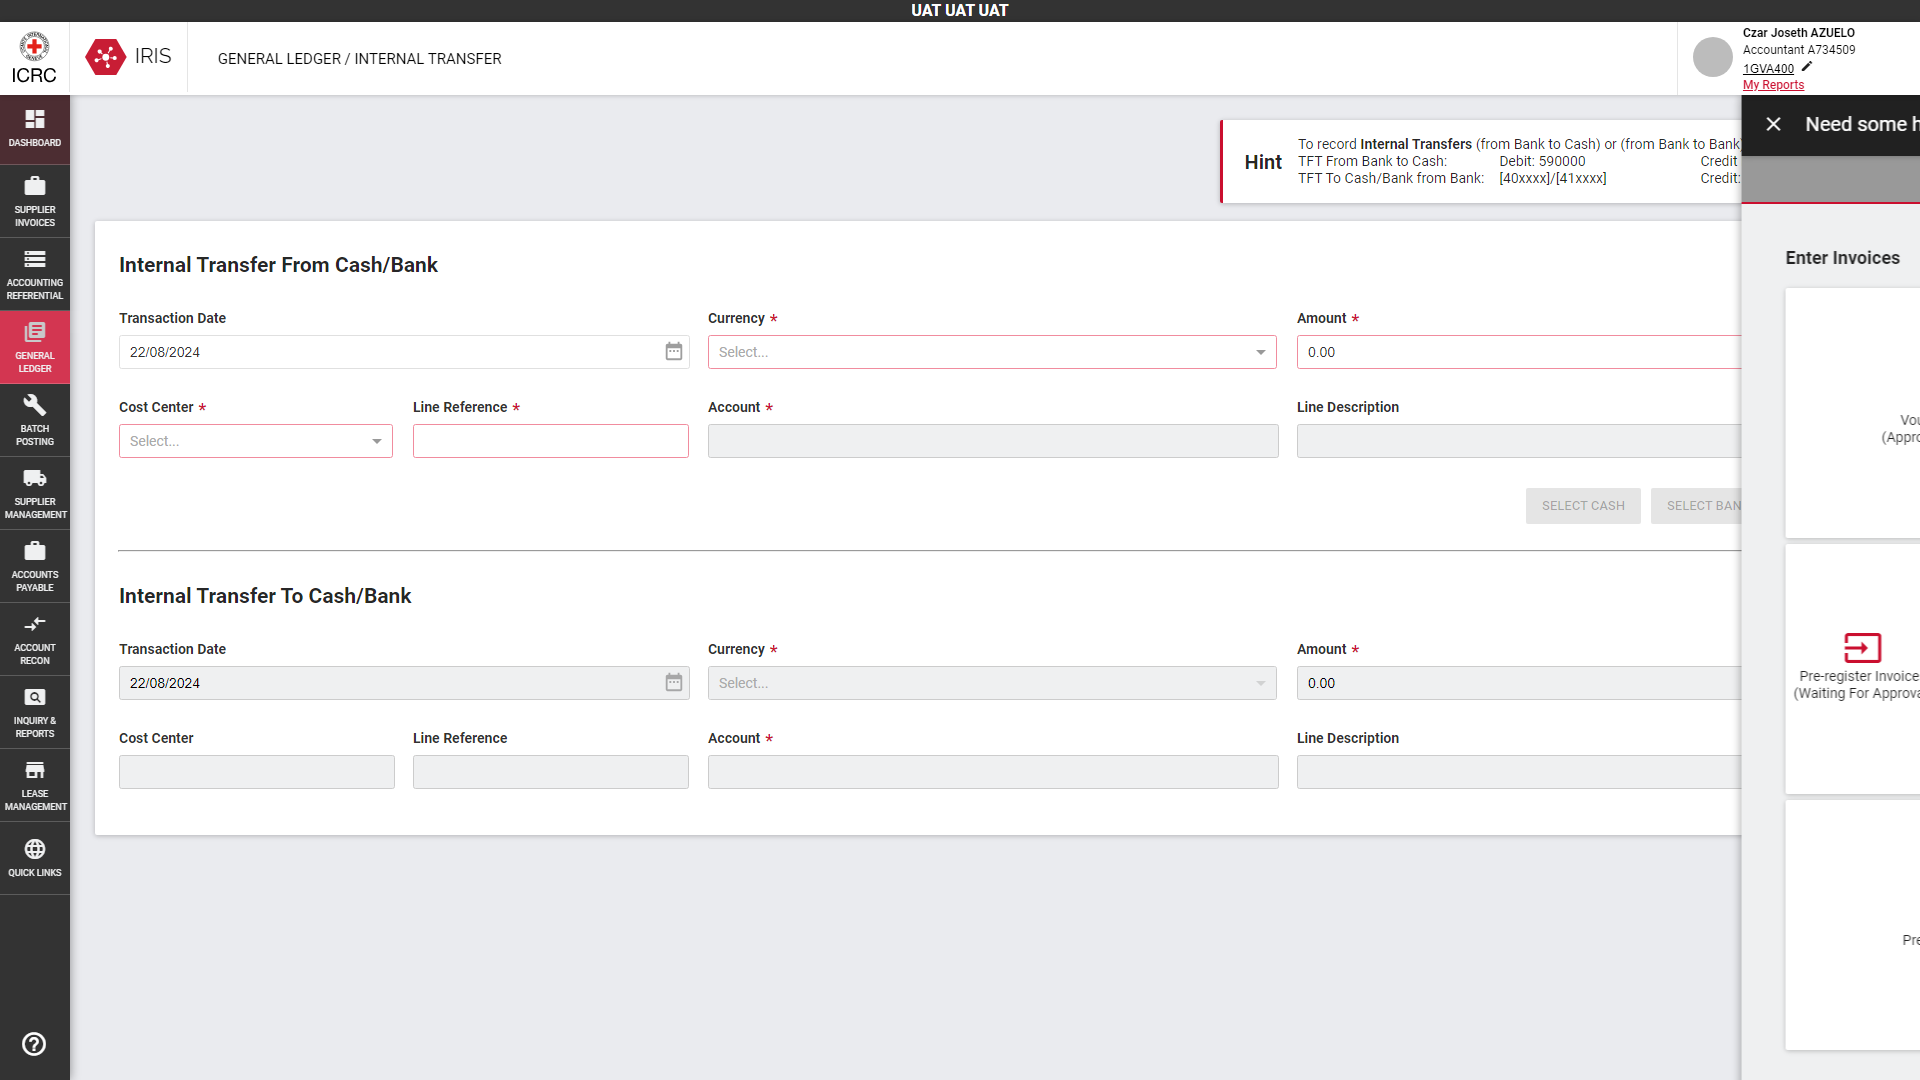 UAT UAT UAT
ICRC
IRIS
GENERAL LEDGER / INTERNAL TRANSFER
Czar Joseth AZUELO
Accountant A734509
1GVA400
My Reports
DASHBOARD
SUPPLIER
INVOICES
ACCOUNTING
REFERENTIAL
GENERAL
LEDGER
BATCH
POSTING
SUPPLIER
MANAGEMENT
ACCOUNTS
PAYABLE
ACCOUNT
RECON
INQUIRY &
REPORTS
LEASE
MANAGEMENT
QUICK LINKS
Hint
To record Internal Transfers (from Bank to Cash) or (from Bank to Bank)
TFT From Bank to Cash: Debit: 590000 Credit
TFT To Cash/Bank from Bank: [40xxxx]/[41xxxx] Credit:
Internal Transfer From Cash/Bank
Transaction Date Currency * Amount *
22/08/2024 Select... 0.00
Cost Center * Line Reference * Account * Line Description
Select...
SELECT CASH SELECT BAN
Internal Transfer To Cash/Bank
Transaction Date Currency * Amount *
22/08/2024 Select... 0.00
Cost Center Line Reference Account * Line Description
Need some h
Enter Invoices
Vou
(Appro
Pre-register Invoice
(Waiting For Approva
Pre